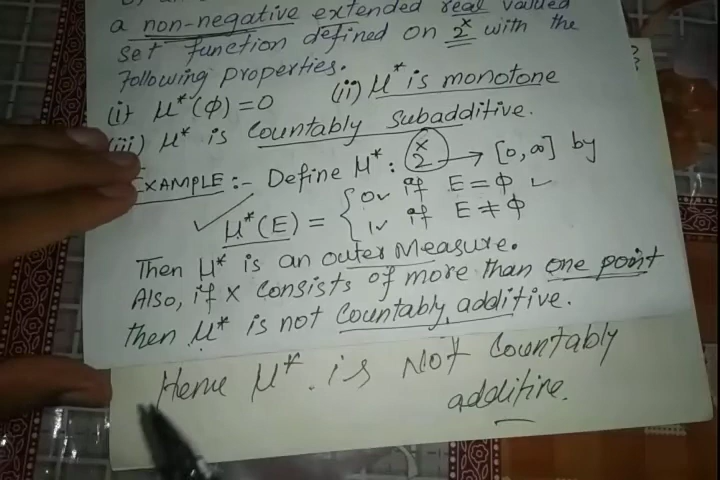 a non-negative extended real valued
set function defined on 2^X with the
following properties.
(i) μ*(ϕ)=0 (ii) μ* is monotone
(iii) μ* is Countably subadditive.
EXAMPLE:- Define μ* : 2^X → [0,∞] by
μ*(E) = { 0 if E=ϕ
1 if E≠ϕ
Then μ* is an outer Measure.
Also, if X consists of more than one point
then μ* is not Countably additive.
Hence μ*. is Not Countably
additive.